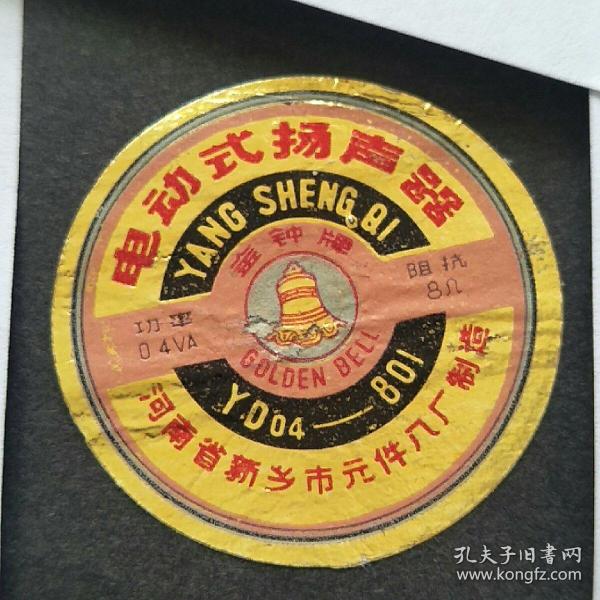 电动式扬声器
YANG SHENG QI
金钟牌
功率
0 4VA
阻抗
8Ω
GOLDEN BELL
YD04—801
河南省新乡市元件八厂制造
孔夫子旧書网
www.kongfz.com